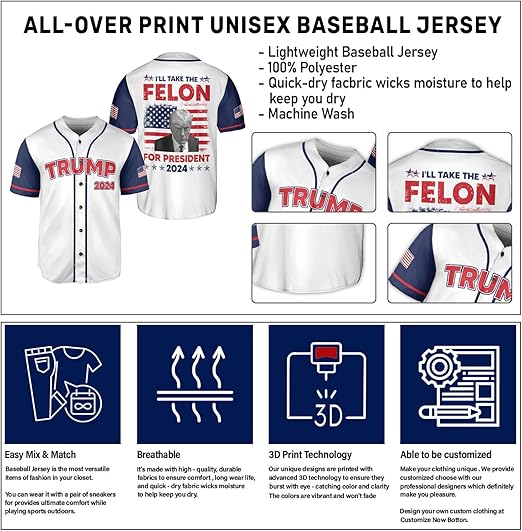 ALL-OVER PRINT UNISEX BASEBALL JERSEY
- Lightweight Baseball Jersey
- 100% Polyester
- Quick-dry facbric wicks moisture to help
keep you dry
- Machine Wash
I'LL TAKE THE
FELON
FOR PRESIDENT
2024
TRUMP
2024
TRUMP
I'LL TAKE THE
FELON
TRUM
3D
Easy Mix & Match
Baseball Jersey is the most versatile
items of fashion in your closet.
You can wear it with a pair of sneakers
for provides ultimate comfort while
playing sports outdoors.
Breathable
It's made with high - quality, durable
fabrics to ensure comfort , long wear life,
and quick - dry fabric wicks moisture
to help keep you dry.
3D Print Technology
Our unique designs are printed with
advanced 3D technology to ensure they
burst with eye - catching color and clarity
The colors are vibrant and won't fade
Able to be customized
Make your clothing unique . We provide
customized choose with our
professional designers which definitely
make you pleasure.
Design your own custom clothing at
Customize Now Botton.